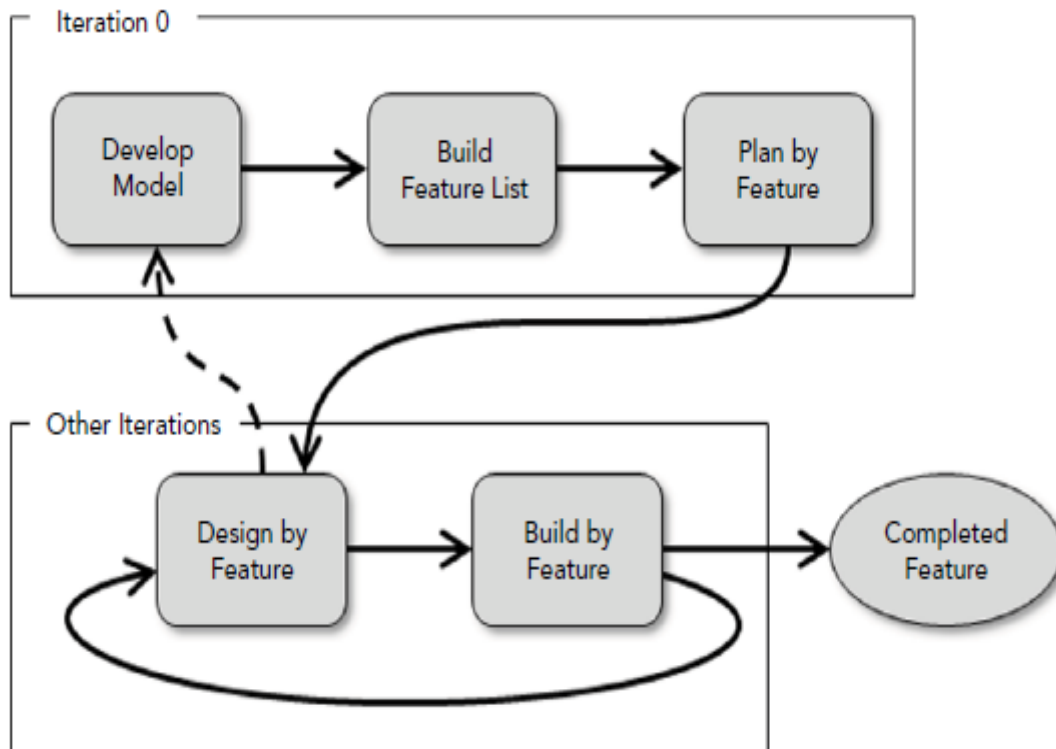 Iteration 0
Develop
Model
Build
Feature List
Plan by
Feature
Other Iterations
Design by
Feature
Build by
Feature
Completed
Feature